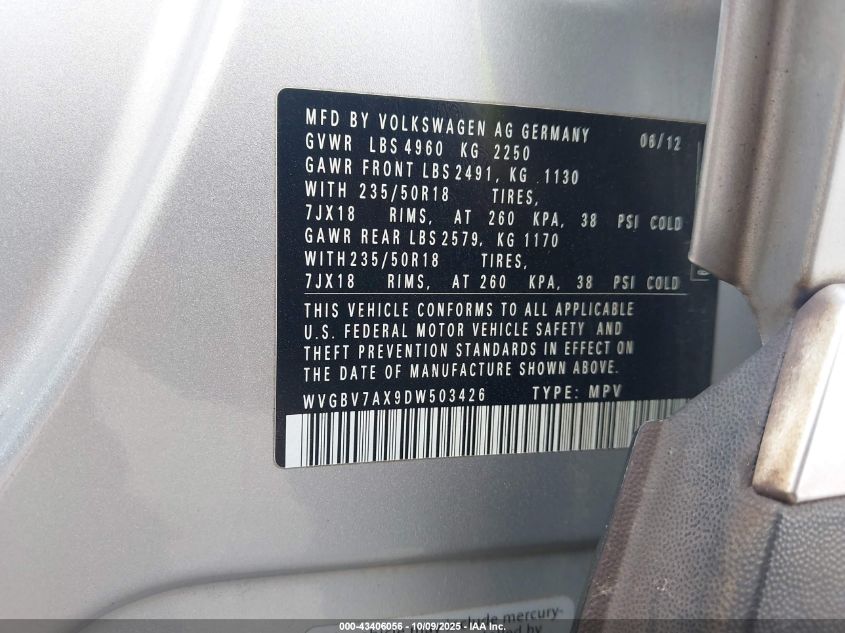 MFD BY VOLKSWAGEN AG GERMANY 06/12
GVWR LBS 4960 KG 2250
GAWR FRONT LBS 2491, KG 1130
WITH 235/50R18 TIRES,
7JX18 RIMS, AT 260 KPA, 38 PSI COLD
GAWR REAR LBS 2579, KG 1170
WITH235/50R18 TIRES,
7JX18 RIMS, AT 260 KPA, 38 PSI COLD
THIS VEHICLE CONFORMS TO ALL APPLICABLE
U.S. FEDERAL MOTOR VEHICLE SAFETY AND
THEFT PREVENTION STANDARDS IN EFFECT ON
THE DATE OF MANUFACTURE SHOWN ABOVE.
WVGBV7AX9DW503426 TYPE: MPV
include mercury-
by
000-43406056 - 10/09/2025 - IAA Inc.